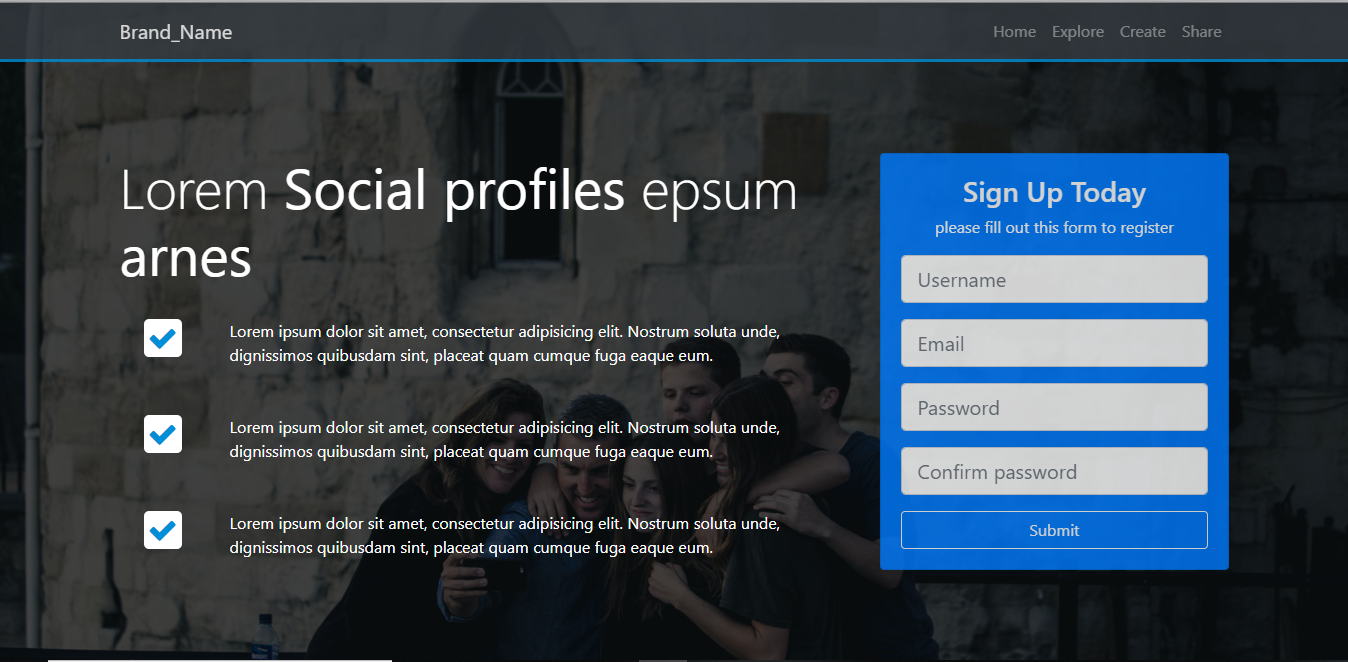 Brand_Name
Home Explore Create Share
Lorem Social profiles epsum
arnes
Lorem ipsum dolor sit amet, consectetur adipisicing elit. Nostrum soluta unde,
dignissimos quibusdam sint, placeat quam cumque fuga eaque eum.
Lorem ipsum dolor sit amet, consectetur adipisicing elit. Nostrum soluta unde,
dignissimos quibusdam sint, placeat quam cumque fuga eaque eum.
Lorem ipsum dolor sit amet, consectetur adipisicing elit. Nostrum soluta unde,
dignissimos quibusdam sint, placeat quam cumque fuga eaque eum.
Sign Up Today
please fill out this form to register
Username
Email
Password
Confirm password
Submit